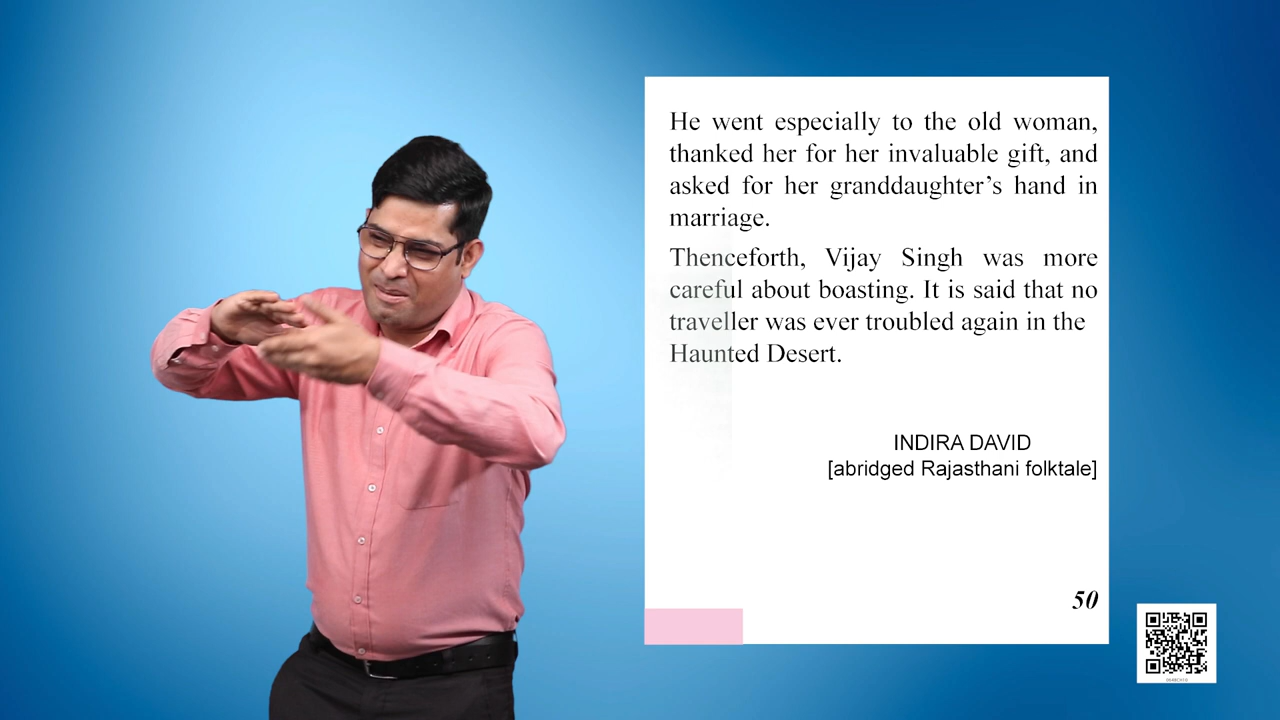 He went especially to the old woman,
thanked her for her invaluable gift, and
asked for her granddaughter's hand in
marriage.
Thenceforth, Vijay Singh was more
careful about boasting. It is said that no
traveller was ever troubled again in the
Haunted Desert.
INDIRA DAVID
[abridged Rajasthani folktale]
50